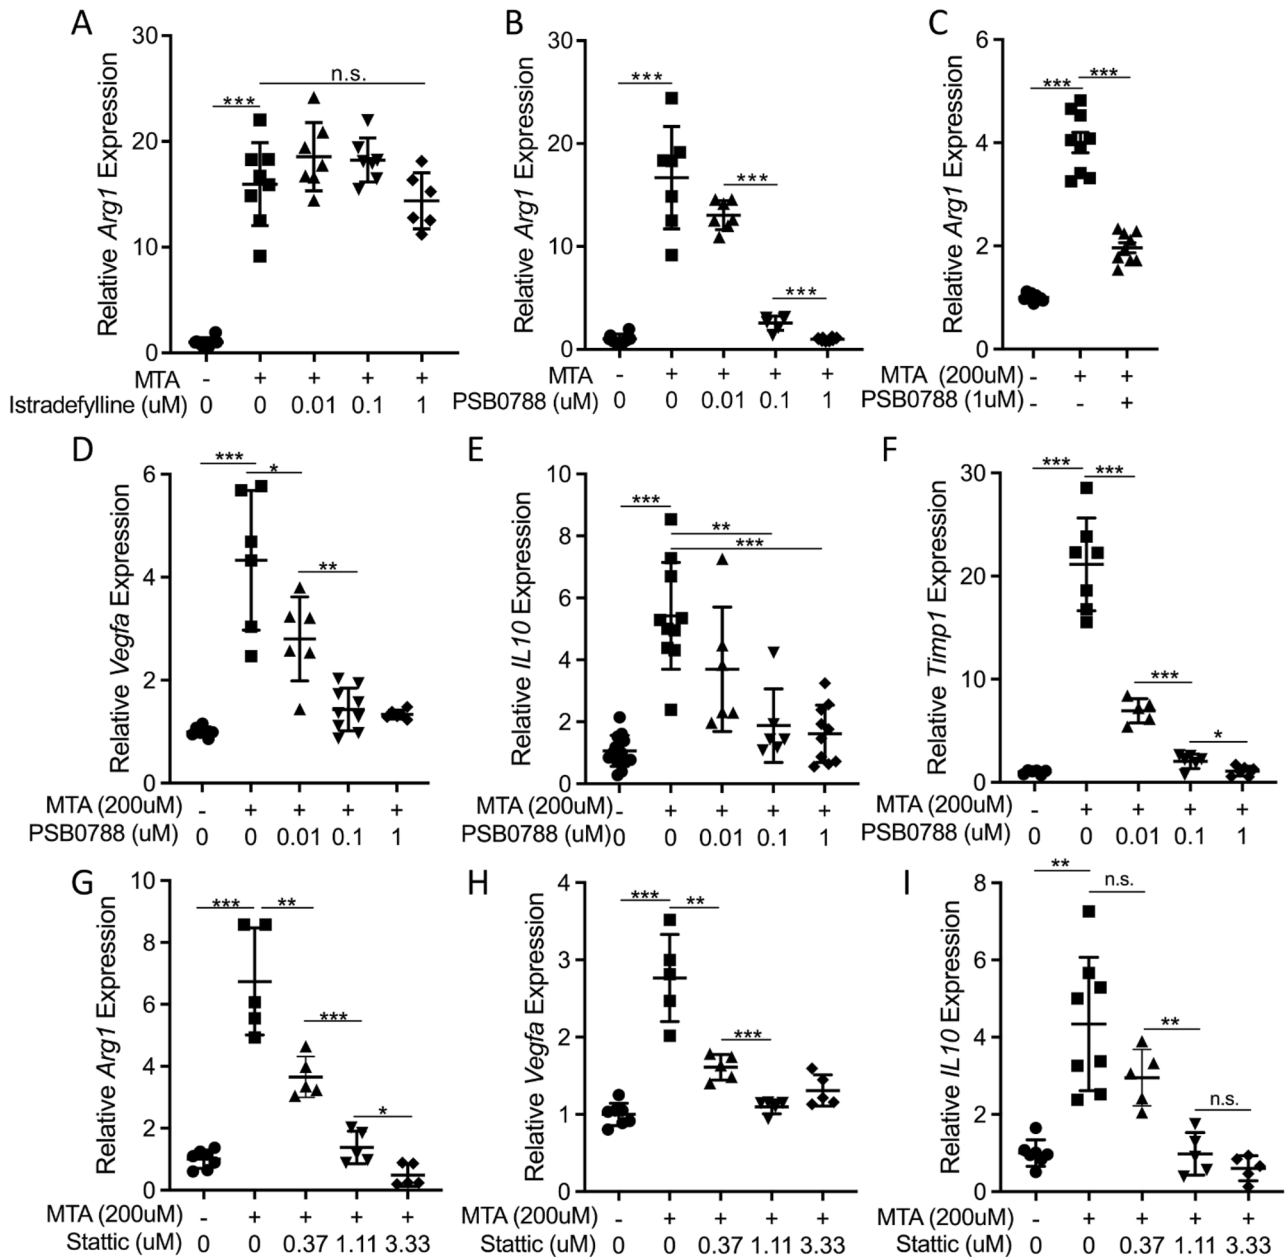 A
Relative Arg1 Expression
30
20
10
0
***
n.s.
MTA - + + + +
Istradefylline (uM) 0 0 0.01 0.1 1
B
Relative Arg1 Expression
30
20
10
0
***
***
***
MTA - + + + +
PSB0788 (uM) 0 0 0.01 0.1 1
C
Relative Arg1 Expression
6
4
2
0
***
***
MTA (200uM) - + +
PSB0788 (1uM) - - +
D
Relative Vegfa Expression
6
4
2
0
***
*
**
MTA (200uM) - + + + +
PSB0788 (uM) 0 0 0.01 0.1 1
E
Relative IL10 Expression
10
8
6
4
2
0
***
**
***
MTA (200uM) - + + + +
PSB0788 (uM) 0 0 0.01 0.1 1
F
Relative Timp1 Expression
30
20
10
0
***
***
***
*
MTA (200uM) - + + + +
PSB0788 (uM) 0 0 0.01 0.1 1
G
Relative Arg1 Expression
10
8
6
4
2
0
***
**
***
*
MTA (200uM) - + + + +
Stattic (uM) 0 0 0.37 1.11 3.33
H
Relative Vegfa Expression
4
3
2
1
0
***
**
***
MTA (200uM) - + + + +
Stattic (uM) 0 0 0.37 1.11 3.33
I
Relative IL10 Expression
8
6
4
2
0
**
n.s.
**
n.s.
MTA (200uM) - + + + +
Stattic (uM) 0 0 0.37 1.11 3.33